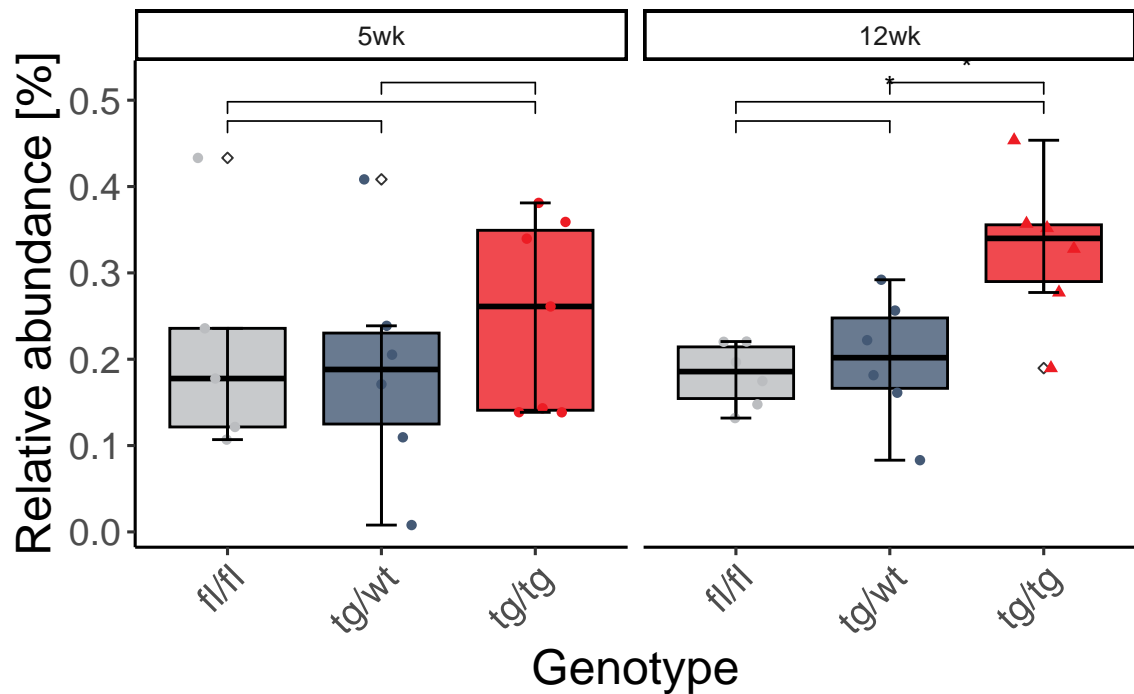 5wk
12wk
* *
Relative abundance [%]
0.5
0.4
0.3
0.2
0.1
0.0
fl/fl tg/wt tg/tg fl/fl tg/wt tg/tg
Genotype